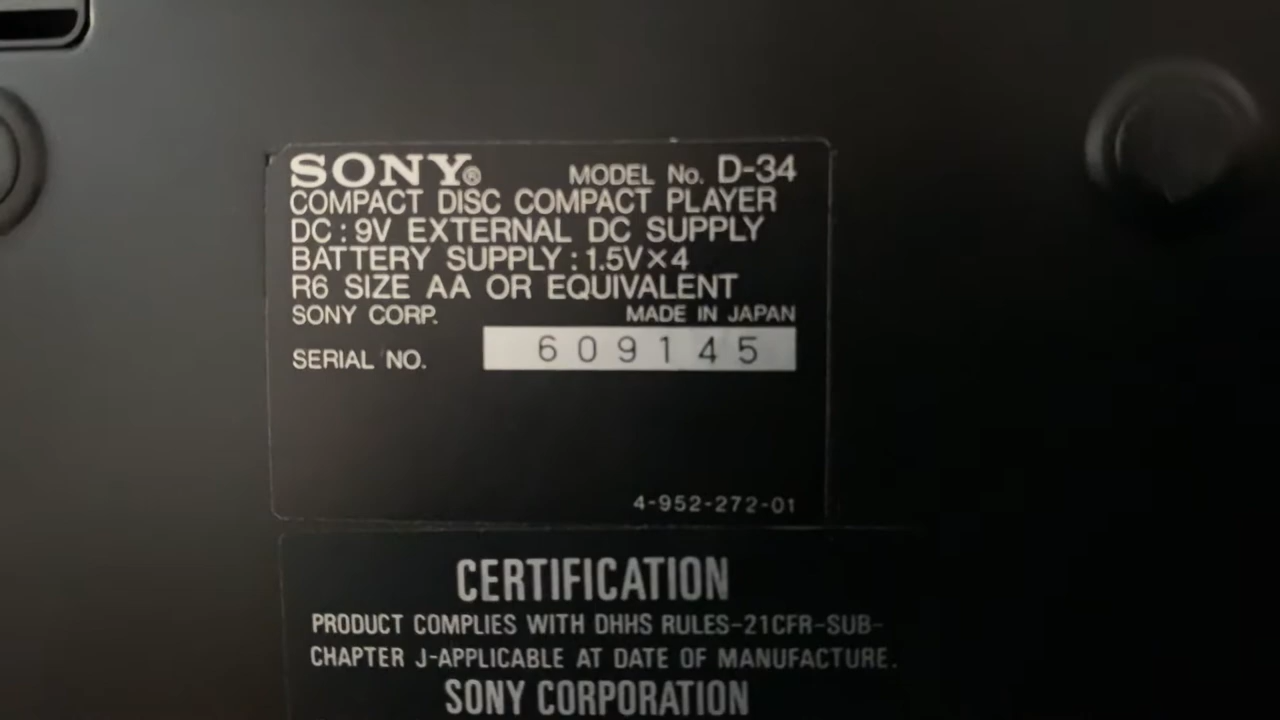 SONY® MODEL No. D-34
COMPACT DISC COMPACT PLAYER
DC : 9V EXTERNAL DC SUPPLY
BATTERY SUPPLY : 1.5V×4
R6 SIZE AA OR EQUIVALENT
SONY CORP. MADE IN JAPAN
SERIAL NO. 609145
4-952-272-01
CERTIFICATION
PRODUCT COMPLIES WITH DHHS RULES-21CFR-SUB-
CHAPTER J-APPLICABLE AT DATE OF MANUFACTURE.
SONY CORPORATION